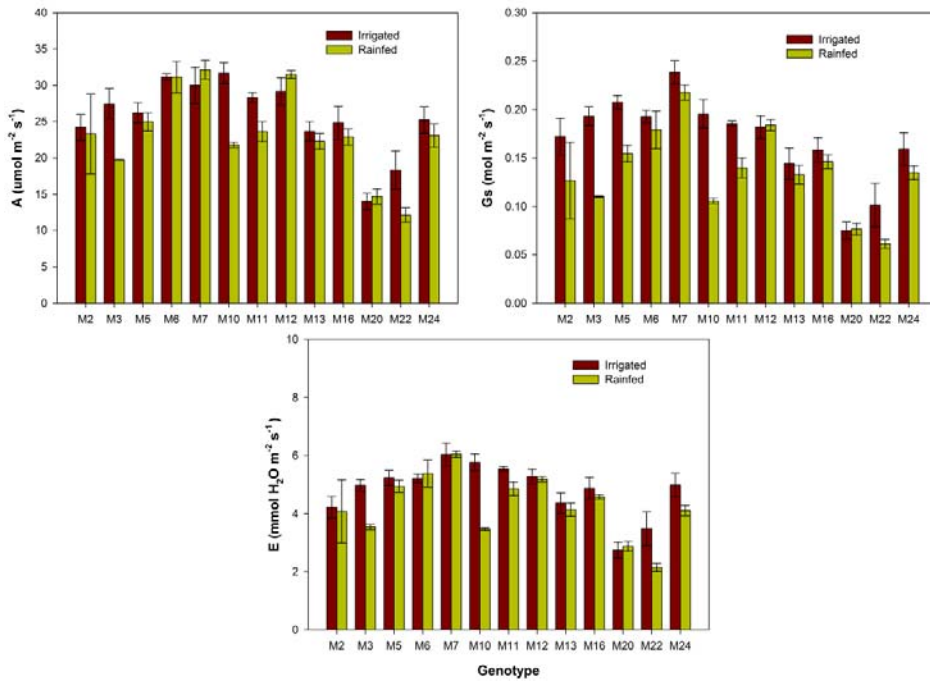 A (umol m⁻² s⁻¹)
40
35
30
25
20
15
10
5
0
Irrigated
Rainfed
M2 M3 M5 M6 M7 M10 M11 M12 M13 M16 M20 M22 M24
Gs (mol m⁻² s⁻¹)
0.30
0.25
0.20
0.15
0.10
0.05
0.00
Irrigated
Rainfed
M2 M3 M5 M6 M7 M10 M11 M12 M13 M16 M20 M22 M24
E (mmol H₂O m⁻² s⁻¹)
10
8
6
4
2
0
Irrigated
Rainfed
M2 M3 M5 M6 M7 M10 M11 M12 M13 M16 M20 M22 M24
Genotype